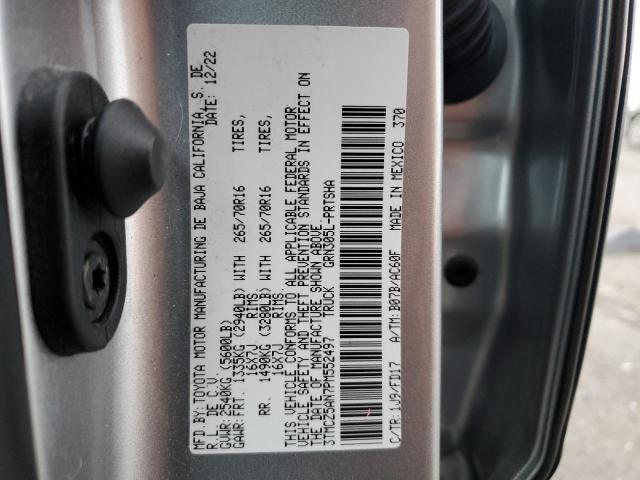 MFD. BY: TOYOTA MOTOR MANUFACTURING DE BAJA CALIFORNIA, S. DE
R. L. DE C. V. DATE: 12/22
GVWR: 2540KG (5600LB)
GAWR: FRT. 1335KG (2940LB) WITH 265/70R16 TIRES,
16X7J RIMS
RR. 1490KG (3280LB) WITH 265/70R16 TIRES,
16X7J RIMS
THIS VEHICLE CONFORMS TO ALL APPLICABLE FEDERAL MOTOR
VEHICLE SAFETY AND THEFT PREVENTION STANDARDS IN EFFECT ON
THE DATE OF MANUFACTURE SHOWN ABOVE.
3TMCZ5AN7PM552497 TRUCK GRN305L-PRTSHA
C/TR: 1J9/FD17 A/TM: B07B/AC60F MADE IN MEXICO 370